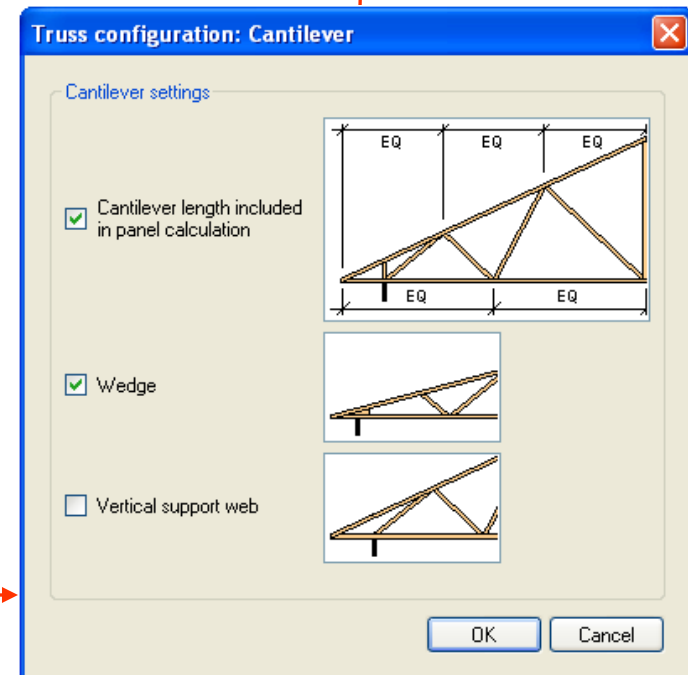 Truss configuration: Cantilever
Cantilever settings
EQ EQ EQ
Cantilever length included
in panel calculation
EQ EQ
Wedge
Vertical support web
OK Cancel